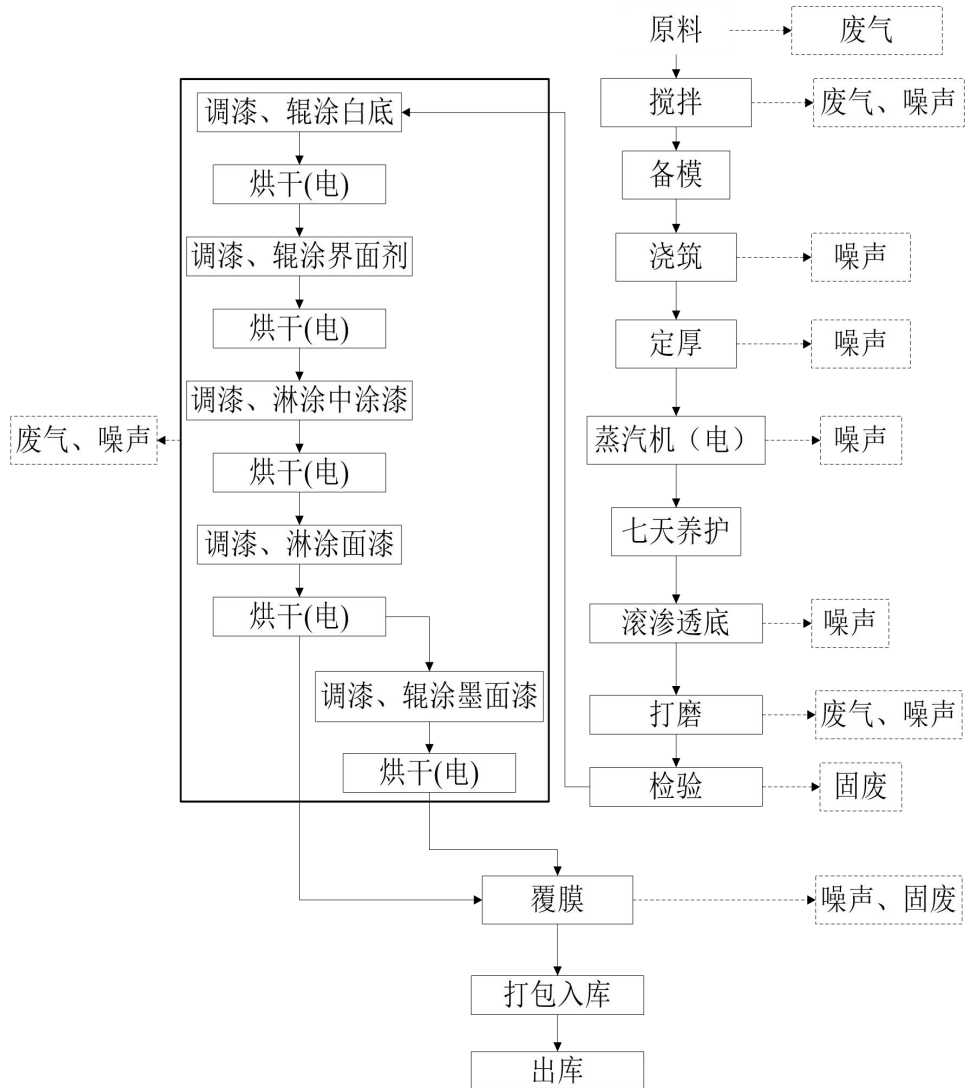 原料
废气
搅拌
废气、噪声
备模
浇筑
噪声
定厚
噪声
蒸汽机（电）
噪声
七天养护
滚渗透底
噪声
打磨
废气、噪声
检验
固废
调漆、辊涂白底
烘干(电)
调漆、辊涂界面剂
烘干(电)
调漆、淋涂中涂漆
烘干(电)
调漆、淋涂面漆
烘干(电)
调漆、辊涂墨面漆
烘干(电)
废气、噪声
覆膜
噪声、固废
打包入库
出库